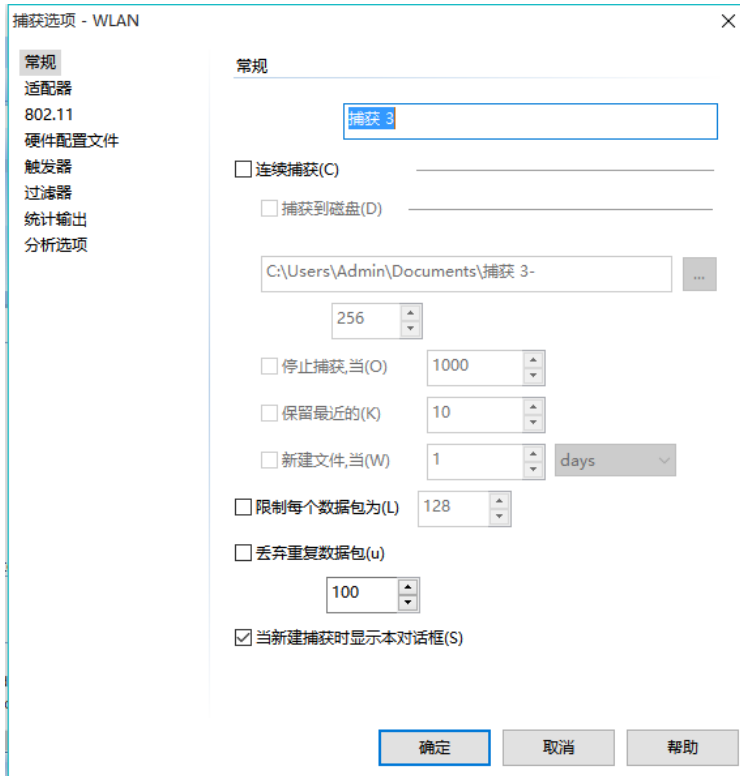 捕获选项 - WLAN
常规
适配器
802.11
硬件配置文件
触发器
过滤器
统计输出
分析选项
常规
捕获 3
连续捕获(C)
捕获到磁盘(D)
C:\Users\Admin\Documents\捕获 3-
...
256
停止捕获,当(O) 1000
保留最近的(K) 10
新建文件,当(W) 1 days
限制每个数据包为(L) 128
丢弃重复数据包(u)
100
当新建捕获时显示本对话框(S)
确定 取消 帮助